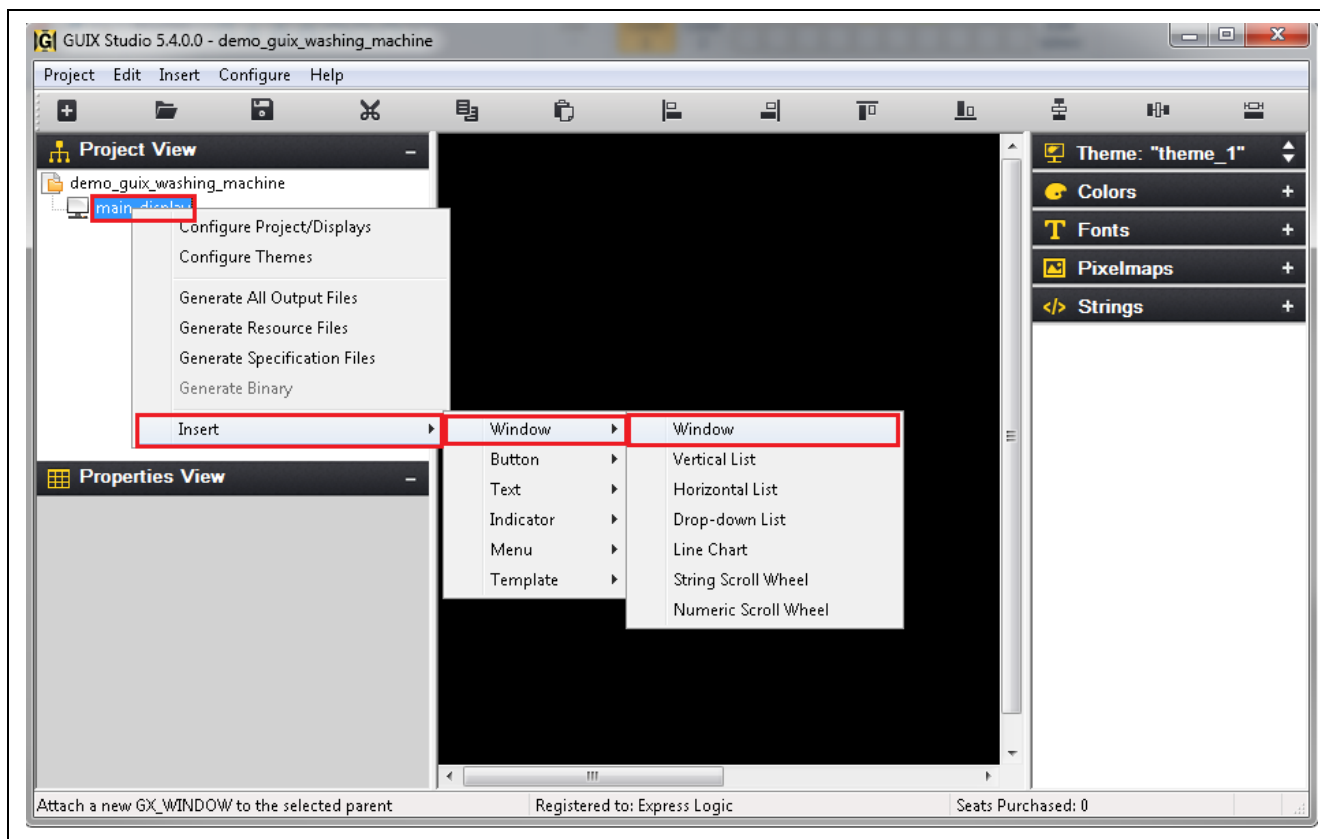 GUIX Studio 5.4.0.0 - demo_guix_washing_machine
Project Edit Insert Configure Help
Project View
demo_guix_washing_machine
main_display
Configure Project/Displays
Configure Themes
Generate All Output Files
Generate Resource Files
Generate Specification Files
Generate Binary
Insert
Window
Button
Text
Indicator
Menu
Template
Window
Vertical List
Horizontal List
Drop-down List
Line Chart
String Scroll Wheel
Numeric Scroll Wheel
Properties View
Theme: "theme_1"
Colors
Fonts
Pixelmaps
Strings
Attach a new GX_WINDOW to the selected parent
Registered to: Express Logic
Seats Purchased: 0